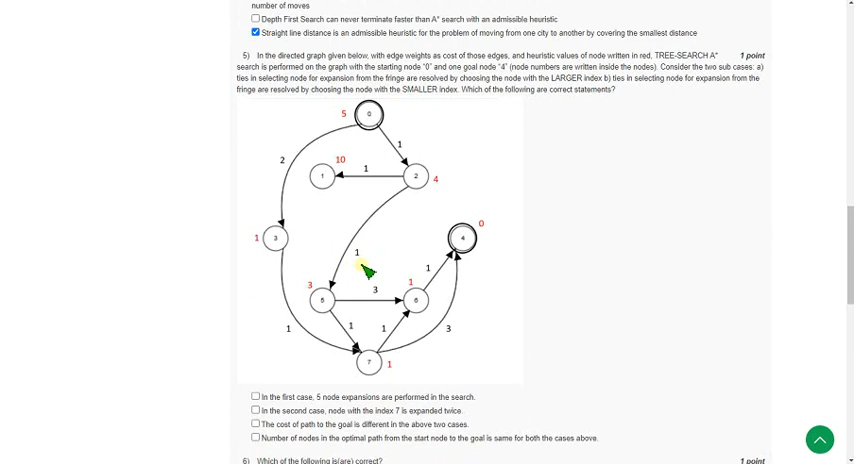 number of moves
Depth First Search can never terminate faster than A* search with an admissible heuristic
Straight line distance is an admissible heuristic for the problem of moving from one city to another by covering the smallest distance
5) In the directed graph given below, with edge weights as cost of those edges, and heuristic values of node written in red, TREE-SEARCH A* 1 point
search is performed on the graph with the starting node "0" and one goal node "4" (node numbers are written inside the nodes). Consider the two sub cases: a)
ties in selecting node for expansion from the fringe are resolved by choosing the node with the LARGER index b) ties in selecting node for expansion from the
fringe are resolved by choosing the node with the SMALLER index. Which of the following are correct statements?
5 0
1
2 10 1
1 2 4
0
1 3 4
1
1
3 3 1
5 6
1 1 1 3
7 1
In the first case, 5 node expansions are performed in the search.
In the second case, node with the index 7 is expanded twice.
The cost of path to the goal is different in the above two cases.
Number of nodes in the optimal path from the start node to the goal is same for both the cases above.
6) Which of the following is(are) correct? 1 point